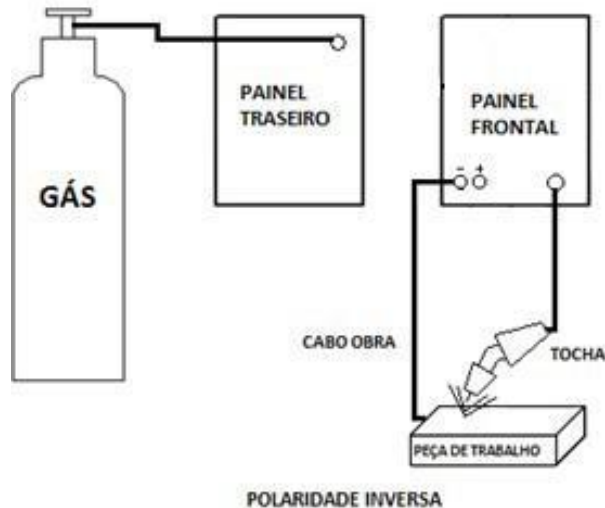 GÁS
PAINEL
TRASEIRO
PAINEL
FRONTAL
- +
CABO OBRA
TOCHA
PEÇA DE TRABALHO
POLARIDADE INVERSA